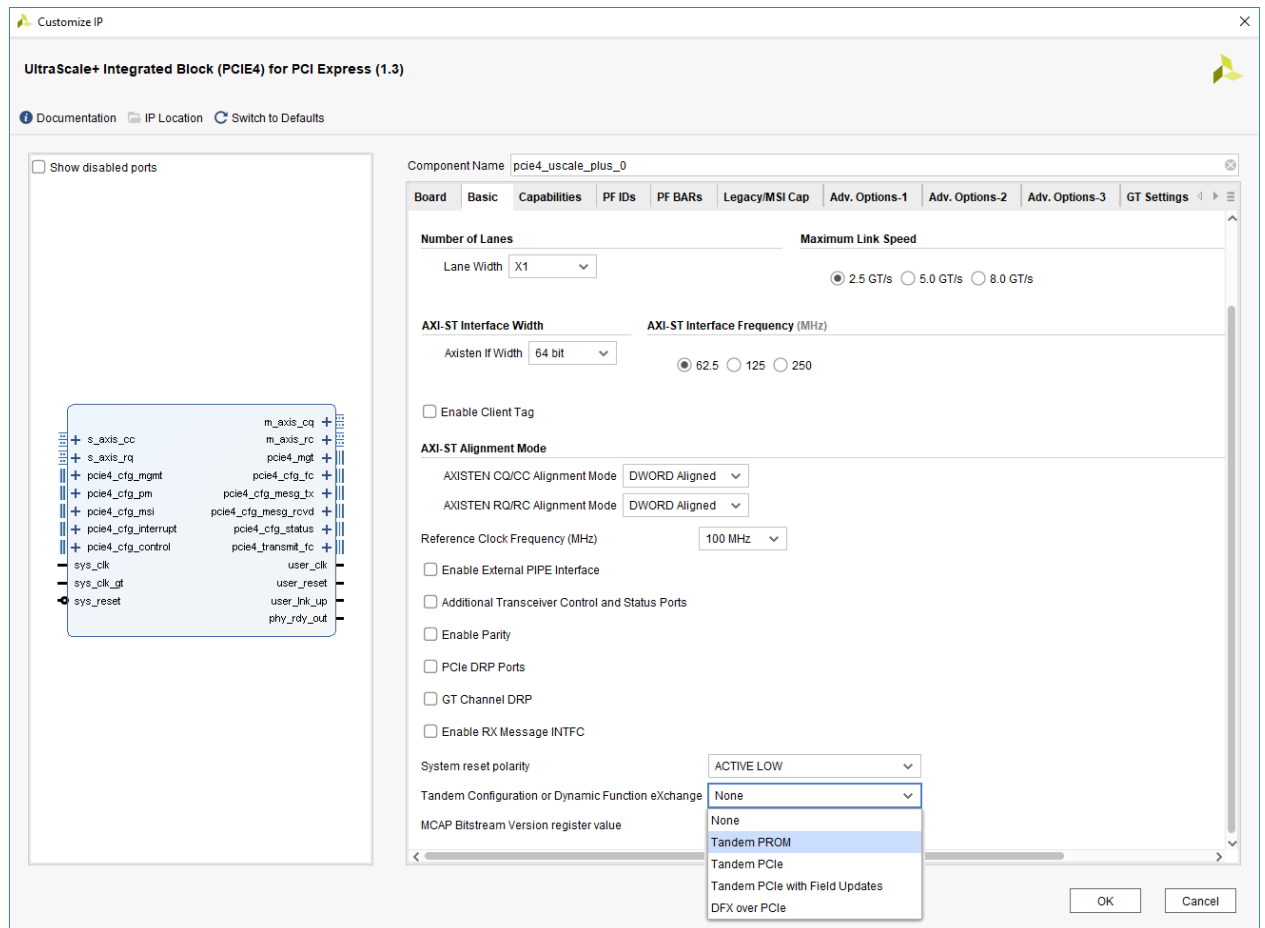 Customize IP
UltraScale+ Integrated Block (PCIE4) for PCI Express (1.3)
Documentation IP Location Switch to Defaults
Show disabled ports
s_axis_cc
s_axis_rq
pcie4_cfg_mgmt
pcie4_cfg_pm
pcie4_cfg_msi
pcie4_cfg_interrupt
pcie4_cfg_control
sys_clk
sys_clk_gt
sys_reset
m_axis_cq
m_axis_rc
pcie4_mgt
pcie4_cfg_fc
pcie4_cfg_mesg_tx
pcie4_cfg_mesg_rcvd
pcie4_cfg_status
pcie4_transmit_fc
user_clk
user_reset
user_lnk_up
phy_rdy_out
Component Name pcie4_uscale_plus_0
Board Basic Capabilities PF IDs PF BARs Legacy/MSI Cap Adv. Options-1 Adv. Options-2 Adv. Options-3 GT Settings
Number of Lanes Maximum Link Speed
Lane Width X1 2.5 GT/s 5.0 GT/s 8.0 GT/s
AXI-ST Interface Width AXI-ST Interface Frequency (MHz)
Axisten If Width 64 bit 62.5 125 250
Enable Client Tag
AXI-ST Alignment Mode
AXISTEN CQ/CC Alignment Mode DWORD Aligned
AXISTEN RQ/RC Alignment Mode DWORD Aligned
Reference Clock Frequency (MHz) 100 MHz
Enable External PIPE Interface
Additional Transceiver Control and Status Ports
Enable Parity
PCIe DRP Ports
GT Channel DRP
Enable RX Message INTFC
System reset polarity ACTIVE LOW
Tandem Configuration or Dynamic Function eXchange None
MCAP Bitstream Version register value
None
Tandem PROM
Tandem PCIe
Tandem PCIe with Field Updates
DFX over PCIe
OK Cancel